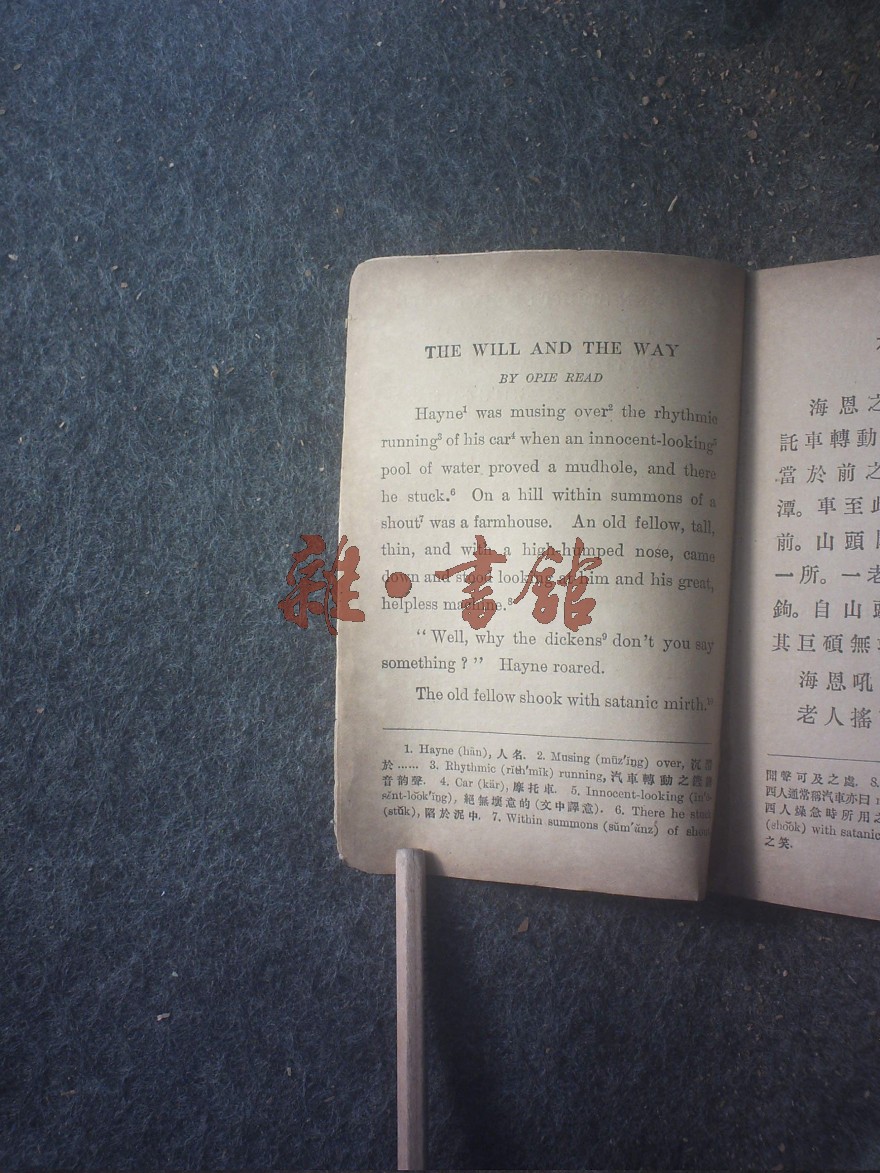 THE WILL AND THE WAY
BY OPIE READ
Hayne¹ was musing over² the rhythmic
running³ of his car⁴ when an innocent-looking⁵
pool of water proved a mudhole, and there
he stuck.⁶ On a hill within summons of a
shout⁷ was a farmhouse. An old fellow, tall,
thin, and with a high-humped nose, came
down and stood looking at him and his great,
helpless machine.⁸
“Well, why the dickens⁹ don't you say
something?” Hayne roared.
The old fellow shook with satanic mirth.¹⁰
1. Hayne (hān), 人名. 2. Musing (mūz′ĭng) over,
於...... 3. Rhythmic (rĭth′mĭk) running, 汽車轉動之
音韵聲. 4. Car (kär), 摩托車. 5. Innocent-looking (ĭn′o-
sĕnt-lo͝ok′ĭng), 絕無壞意的 (文中譯意). 6. There he stuck
(stŭk), 陷於泥中. 7. Within summons (sŭm′ŭnz) of shout
海恩之
託車轉動
當於前之
潭。車至此
前。山頭
一所。一老
鉤。自山頭
其巨碩無
海恩吼
老人搖
聞聲可及之處. 8.
西人通常稱汽車亦曰
西人燥急時所用之
(sho͝ok) with satanic
之笑.
雜·書館